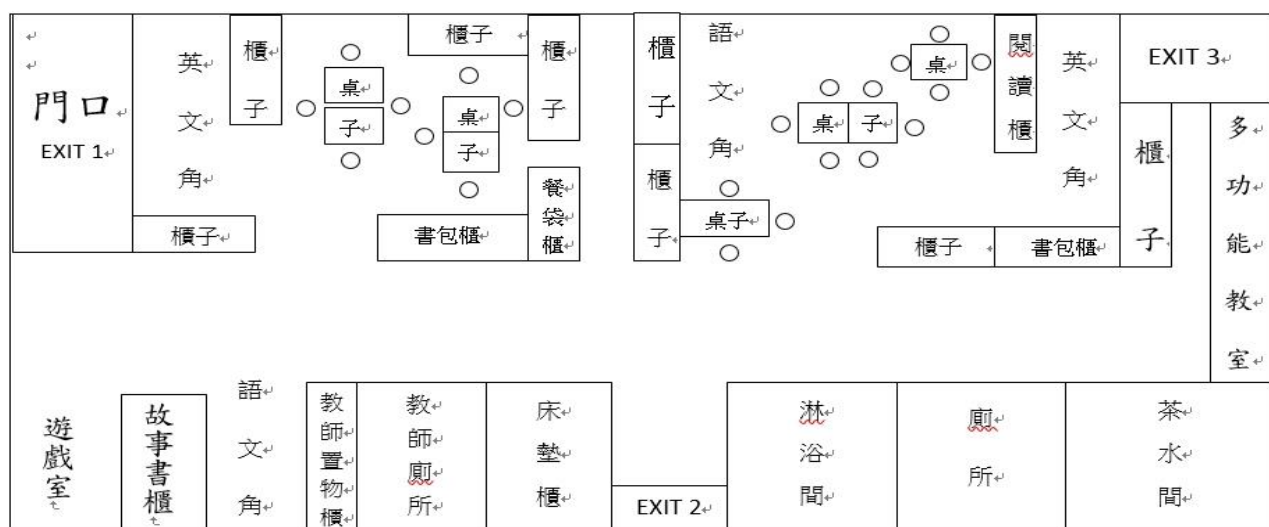 門口
EXIT 1
英文角
櫃子
櫃子
桌
子
櫃子
桌
子
櫃子
餐袋櫃
書包櫃
櫃子
櫃子
語文角
桌子
桌子
桌
閱讀櫃
英文角
櫃子
書包櫃
EXIT 3
櫃子
多功能教室
遊戲室
故事書櫃
語文角
教師置物櫃
教師廁所
床墊櫃
EXIT 2
淋浴間
廁所
茶水間